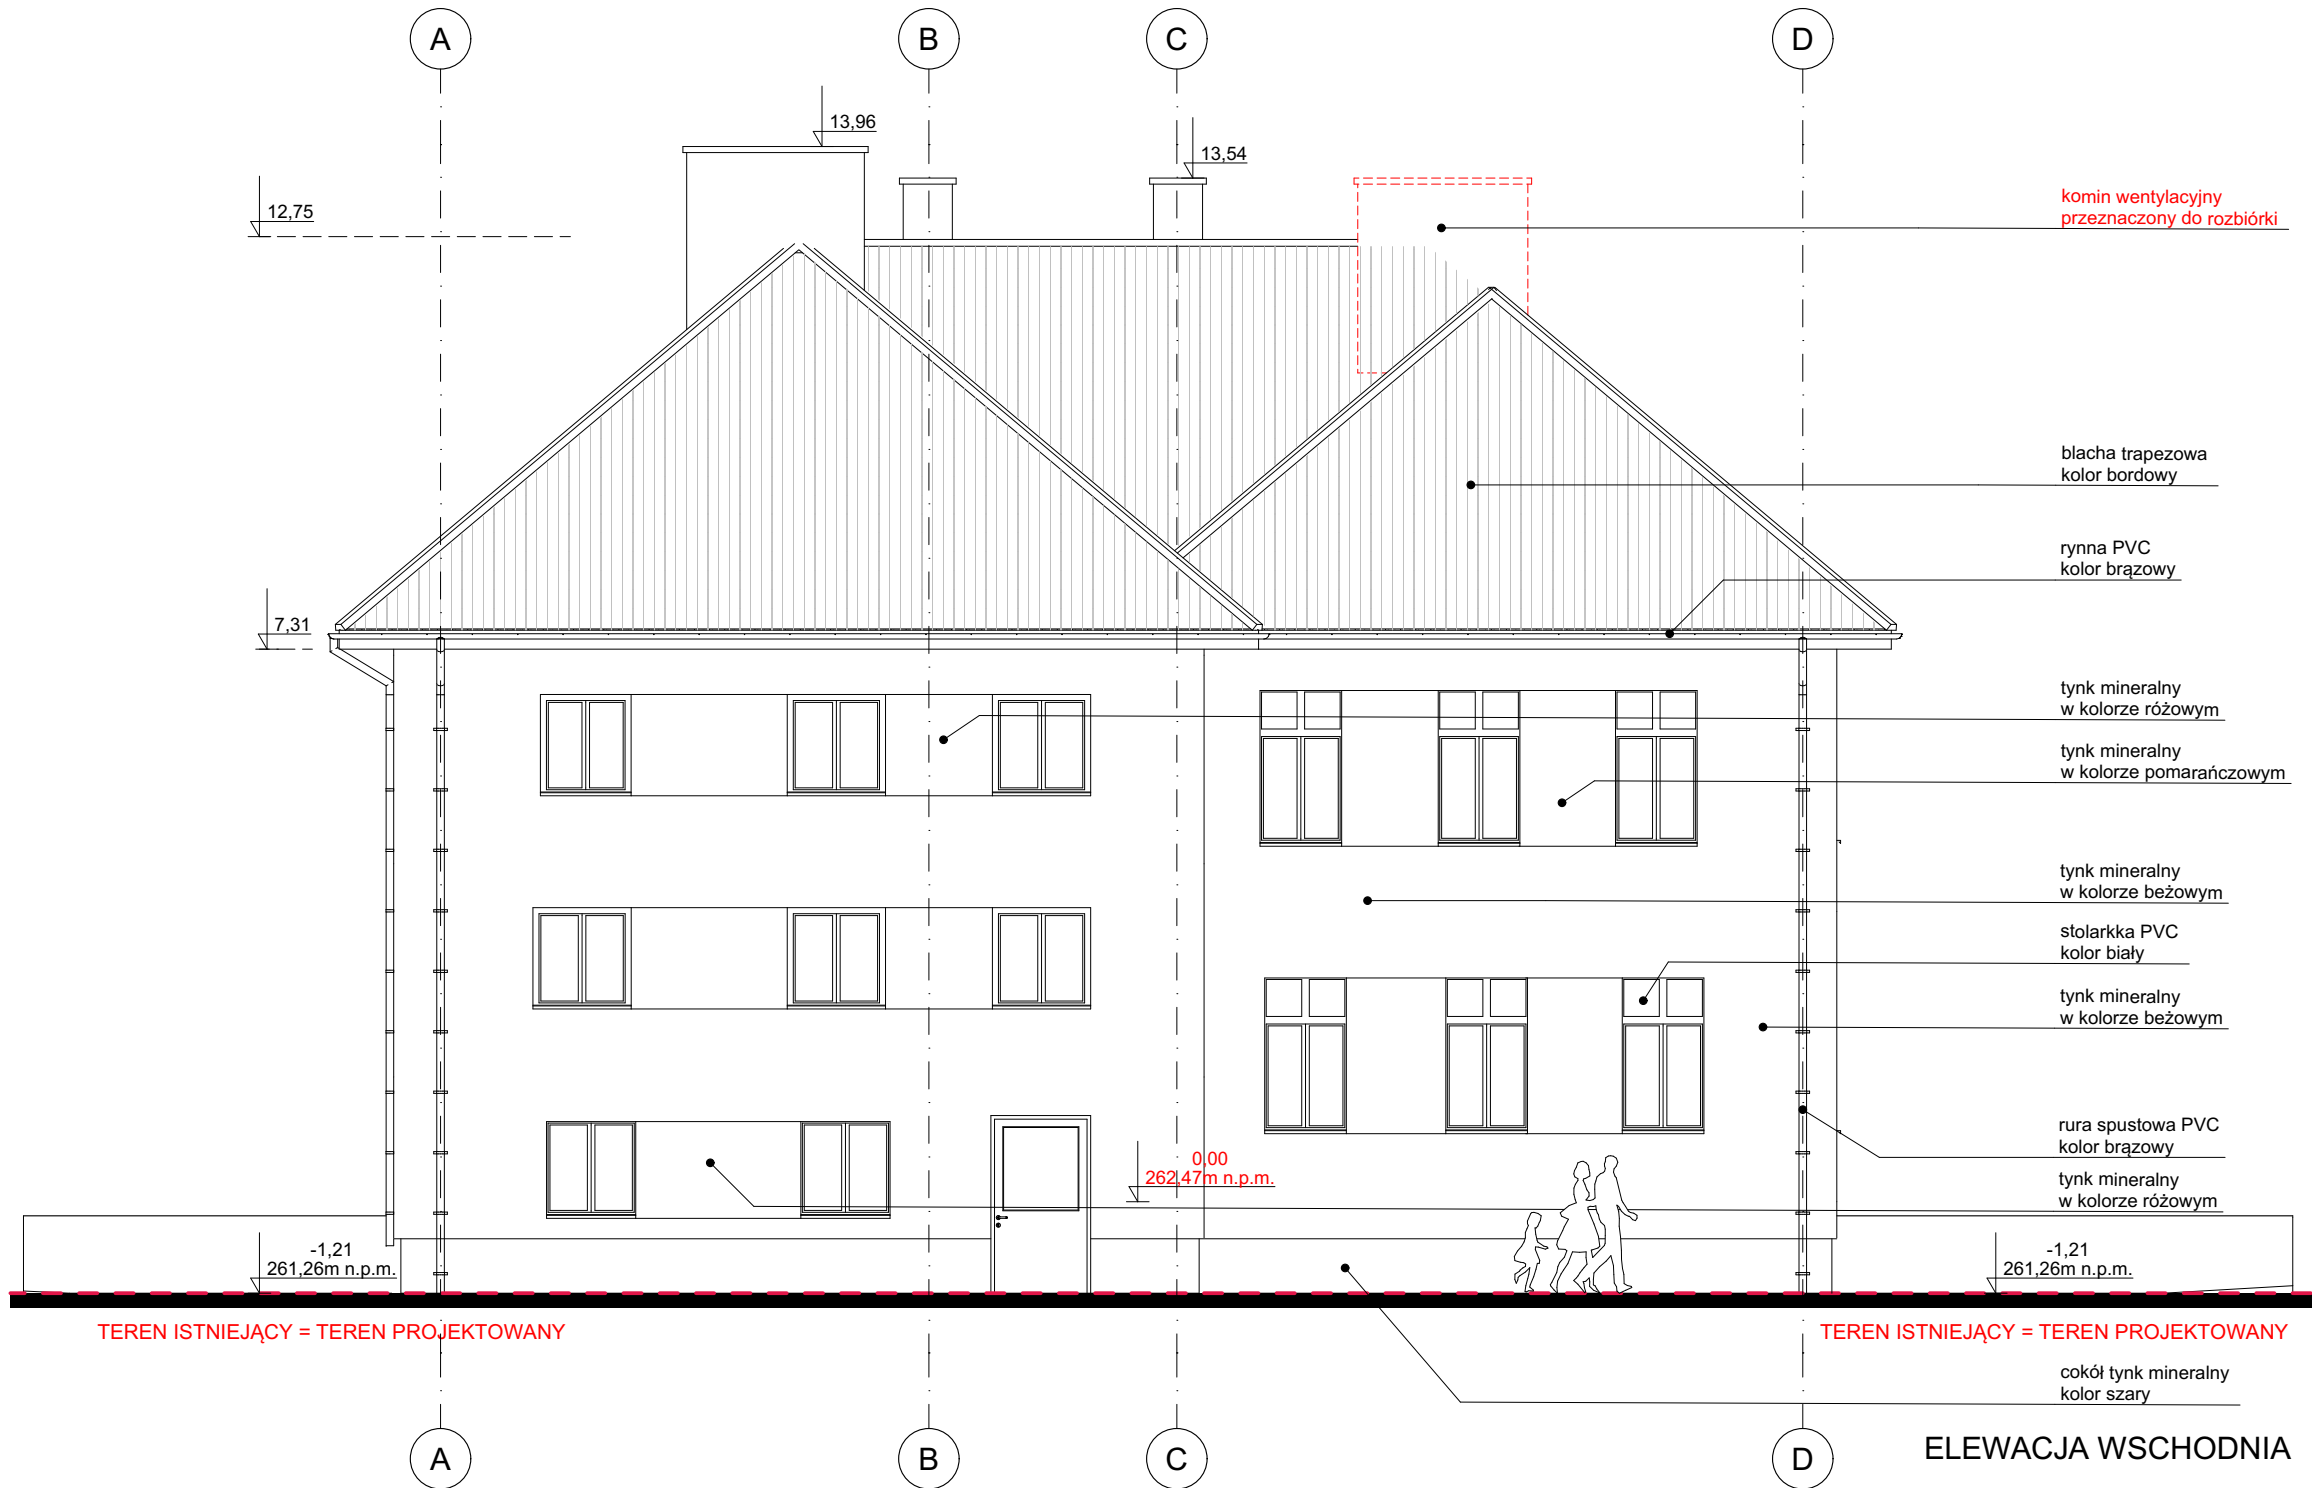 A
B
C
D
13,96
13,54
12,75
komin wentylacyjny
przeznaczony do rozbiórki
blacha trapezowa
kolor bordowy
rynna PVC
kolor brązowy
7,31
tynk mineralny
w kolorze różowym
tynk mineralny
w kolorze pomarańczowym
tynk mineralny
w kolorze beżowym
stolarkka PVC
kolor biały
tynk mineralny
w kolorze beżowym
rura spustowa PVC
kolor brązowy
0,00
262,47m n.p.m.
tynk mineralny
w kolorze różowym
-1,21
261,26m n.p.m.
-1,21
261,26m n.p.m.
TEREN ISTNIEJĄCY = TEREN PROJEKTOWANY
TEREN ISTNIEJĄCY = TEREN PROJEKTOWANY
cokół tynk mineralny
kolor szary
A
B
C
D
ELEWACJA WSCHODNIA